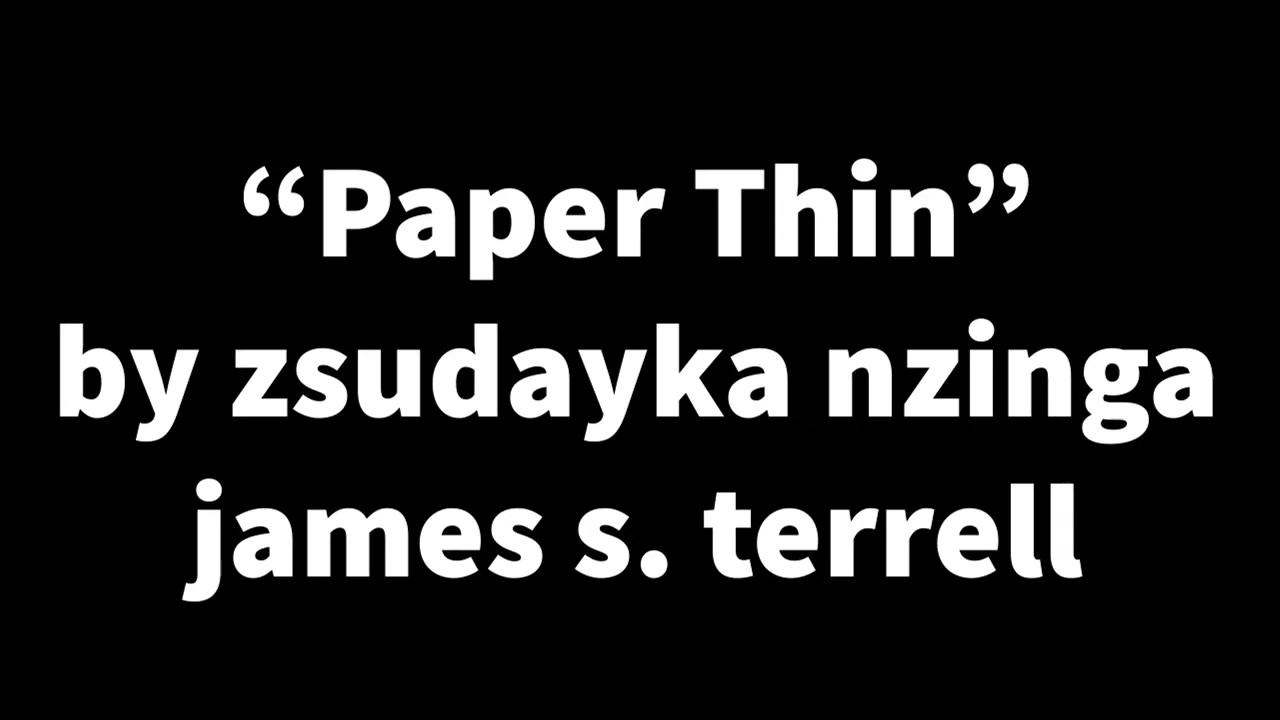 “Paper Thin”
by zsudayka nzinga
james s. terrell